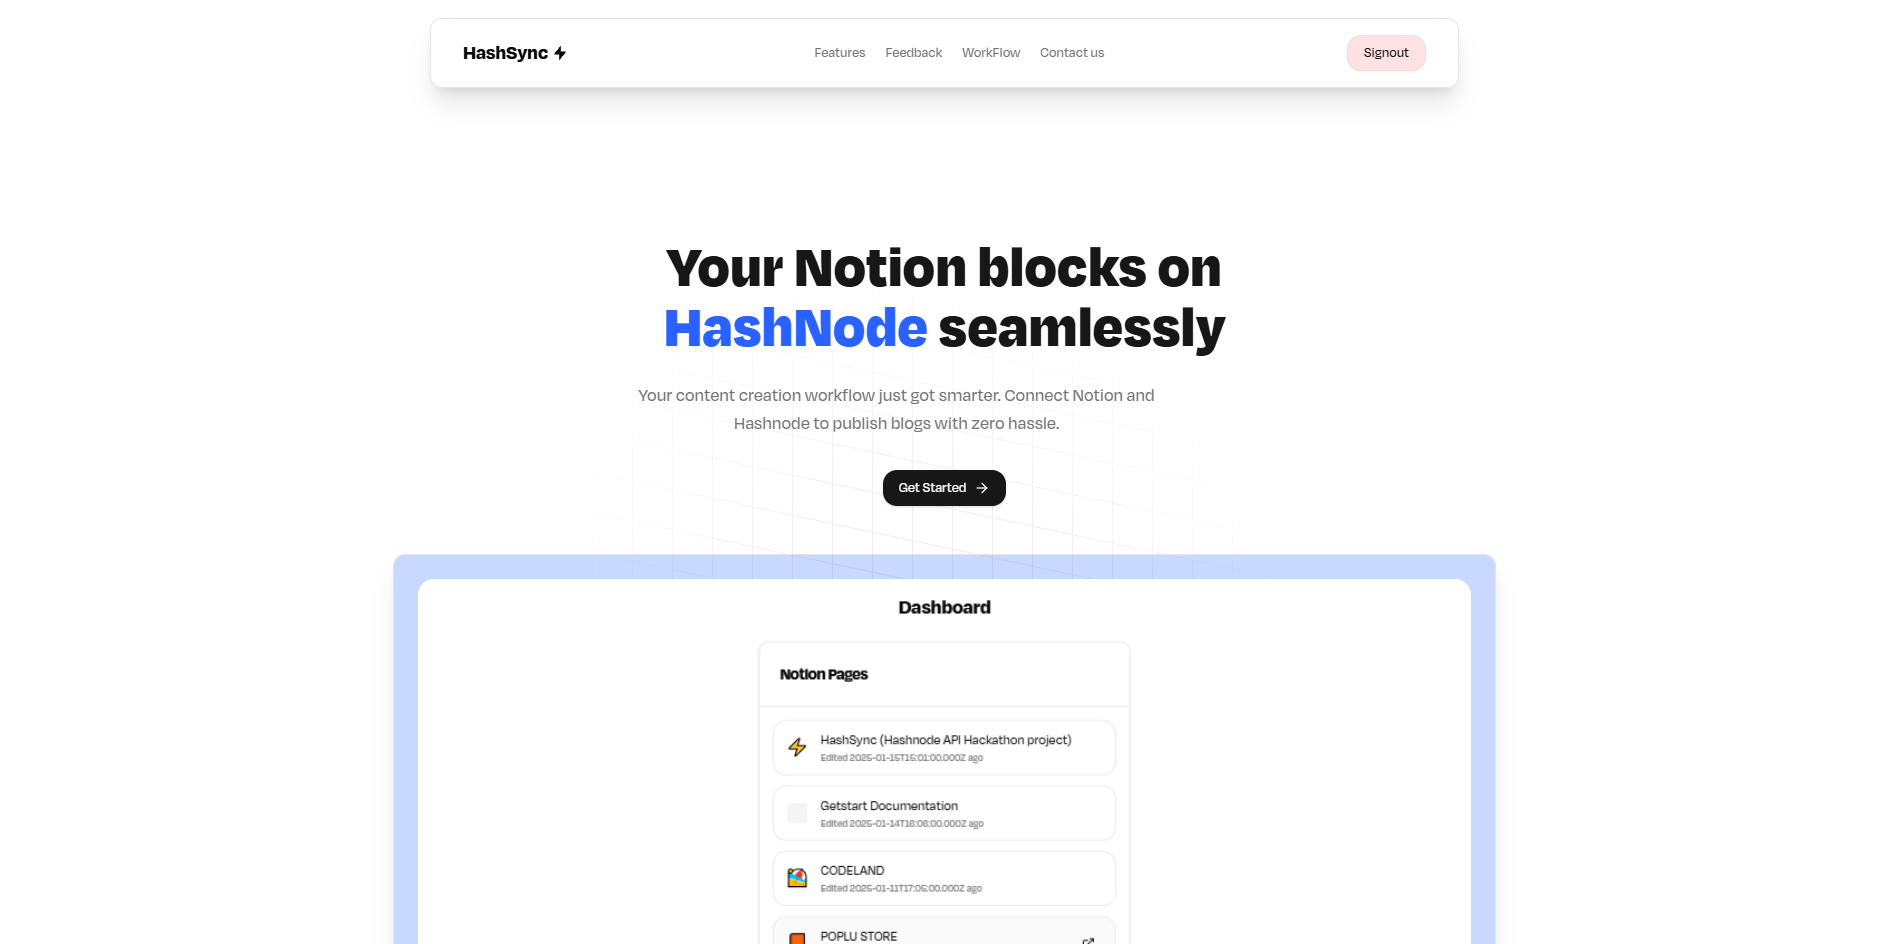 HashSync
Features
Feedback
WorkFlow
Contact us
Signout
Your Notion blocks on
HashNode seamlessly
Your content creation workflow just got smarter. Connect Notion and
Hashnode to publish blogs with zero hassle.
Get Started
Dashboard
Notion Pages
HashSync (Hashnode API Hackathon project)
Edited 2025-01-15T15:01:00.000Z ago
Getstart Documentation
Edited 2025-01-14T16:06:00.000Z ago
CODELAND
Edited 2025-01-11T17:05:00.000Z ago
POPLU STORE